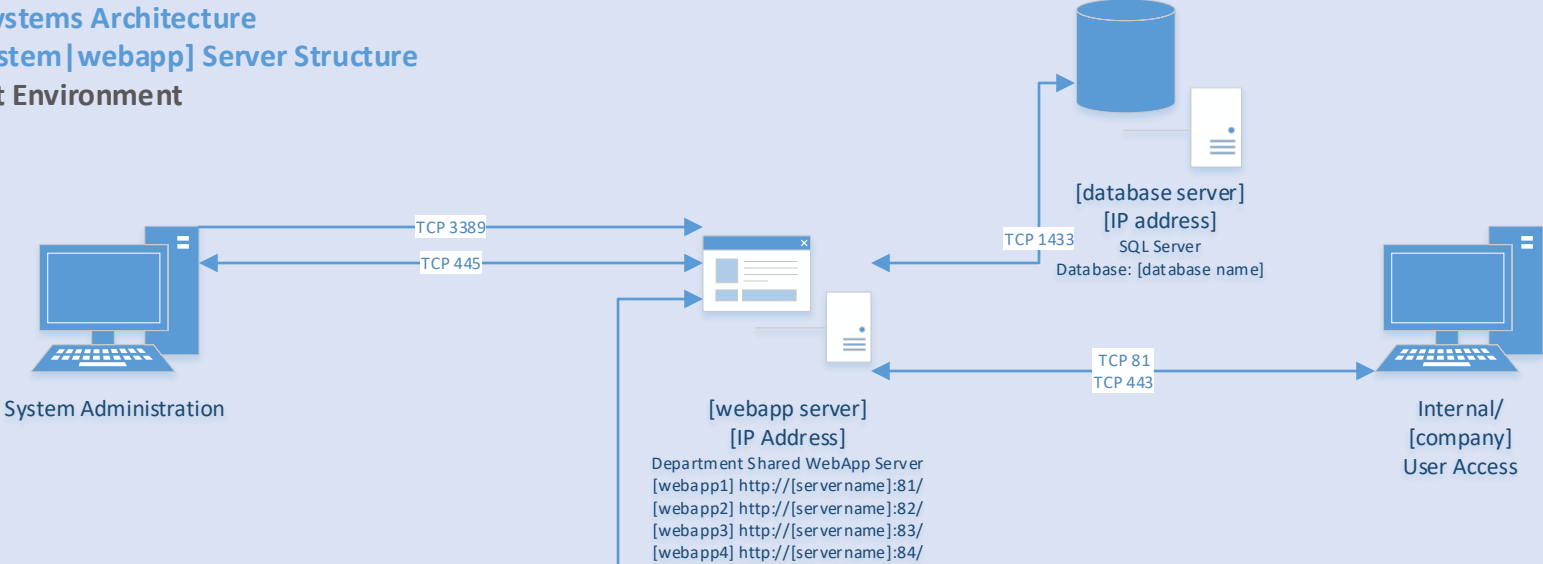 ystems Architecture
stem|webapp] Server Structure
t Environment
TCP 3389
TCP 445
TCP 1433
[database server]
[IP address]
SQL Server
Database: [database name]
TCP 81
TCP 443
System Administration
[webapp server]
[IP Address]
Department Shared WebApp Server
[webapp1] http://[servername]:81/
[webapp2] http://[servername]:82/
[webapp3] http://[servername]:83/
[webapp4] http://[servername]:84/
Internal/
[company]
User Access